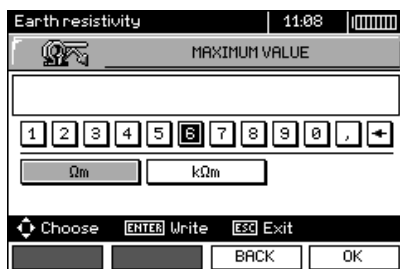 Earth resistivity 11:08
MAXIMUM VALUE
1 2 3 4 5 6 7 8 9 0 , ←
Ωm kΩm
Choose ENTER Write ESC Exit
BACK OK